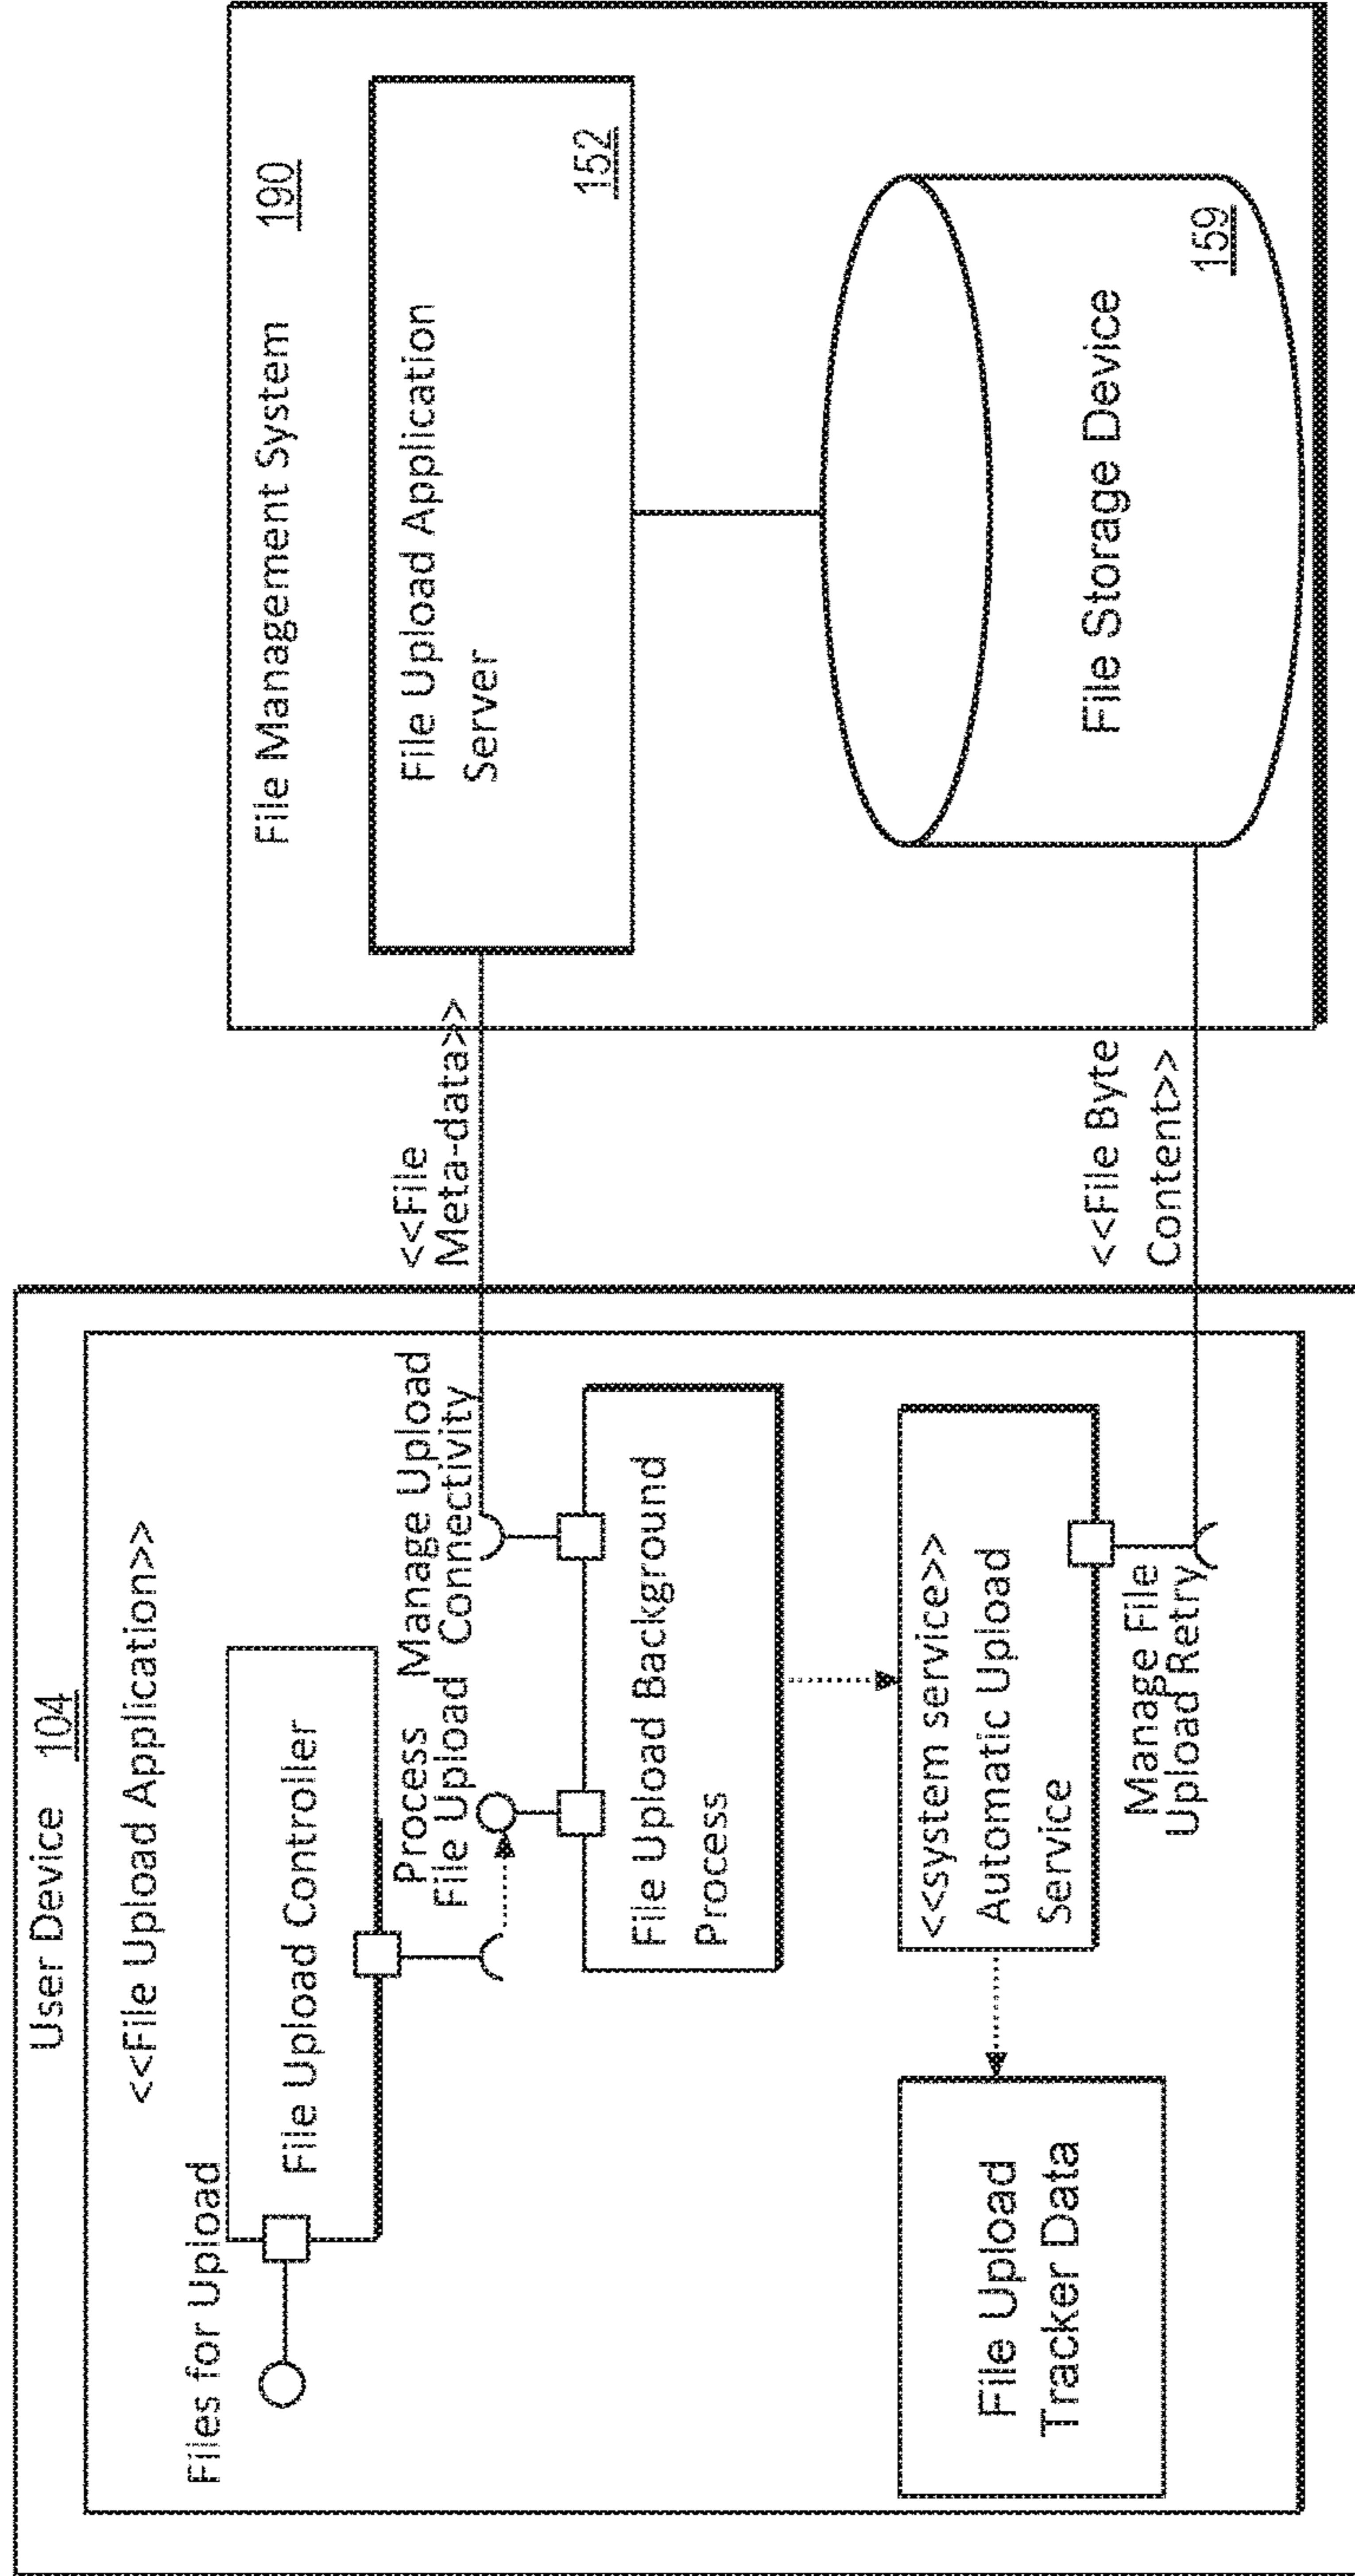 User Device 104
<<File Upload Application>>
Files for Upload
File Upload Controller
Process
File Upload
Manage Upload
Connectivity
File Upload Background
Process
<<system service>>
Automatic Upload
Service
Manage File
Upload Retry
File Upload
Tracker Data
<<File
Meta-data>>
<<File Byte
Content>>
File Management System 190
File Upload Application
Server
152
File Storage Device
159